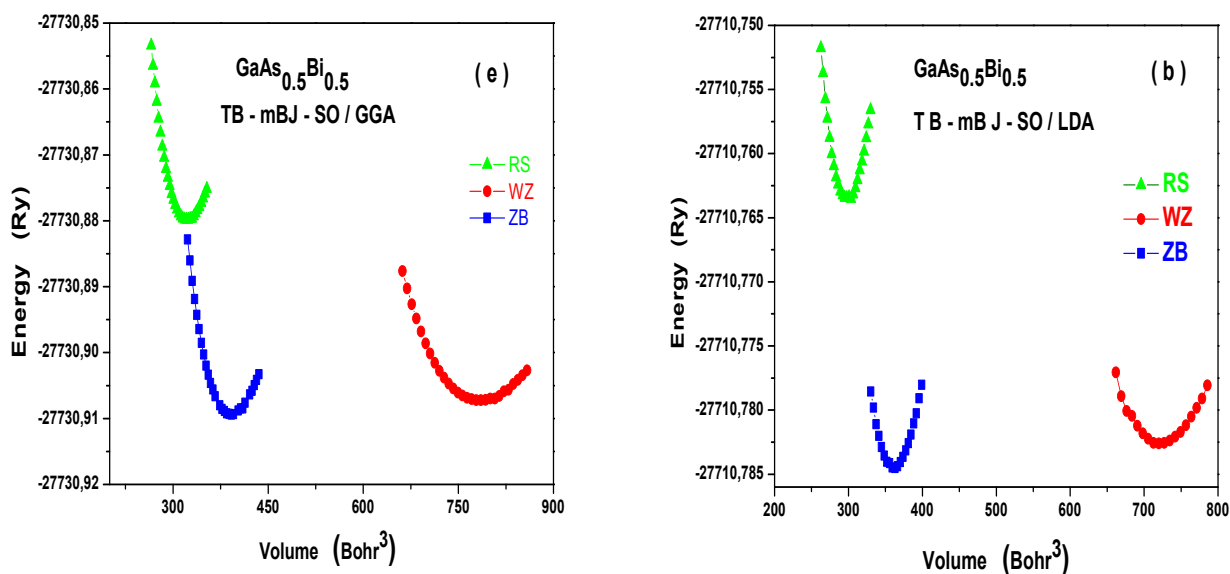 -27730,85
-27730,86
-27730,87
-27730,88
-27730,89
-27730,90
-27730,91
-27730,92
Energy (Ry)
GaAs0.5Bi0.5
( e )
TB - mBJ - SO / GGA
RS
WZ
ZB
300 450 600 750 900
Volume (Bohr3)
-27710,750
-27710,755
-27710,760
-27710,765
-27710,770
-27710,775
-27710,780
-27710,785
Energy (Ry)
GaAs0.5Bi0.5
( b )
T B - mB J - SO / LDA
RS
WZ
ZB
200 300 400 500 600 700 800
Volume (Bohr3)